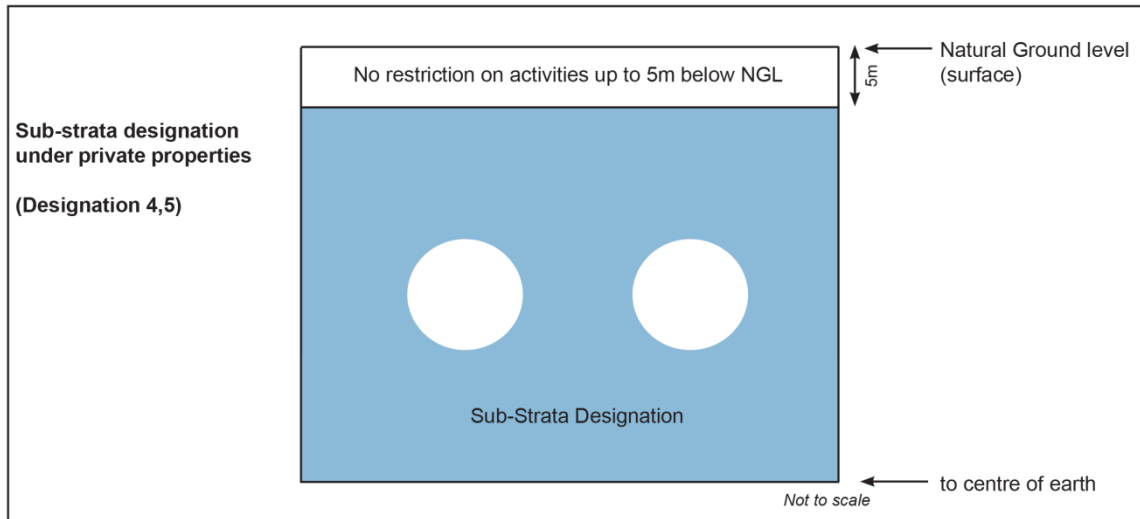 No restriction on activities up to 5m below NGL
5m
Natural Ground level
(surface)
Sub-strata designation
under private properties
(Designation 4,5)
Sub-Strata Designation
to centre of earth
Not to scale